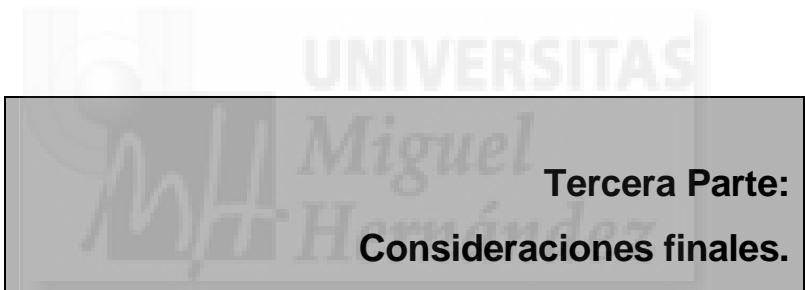 UNIVERSITAS
Miguel
Hernández
Tercera Parte:
Consideraciones finales.